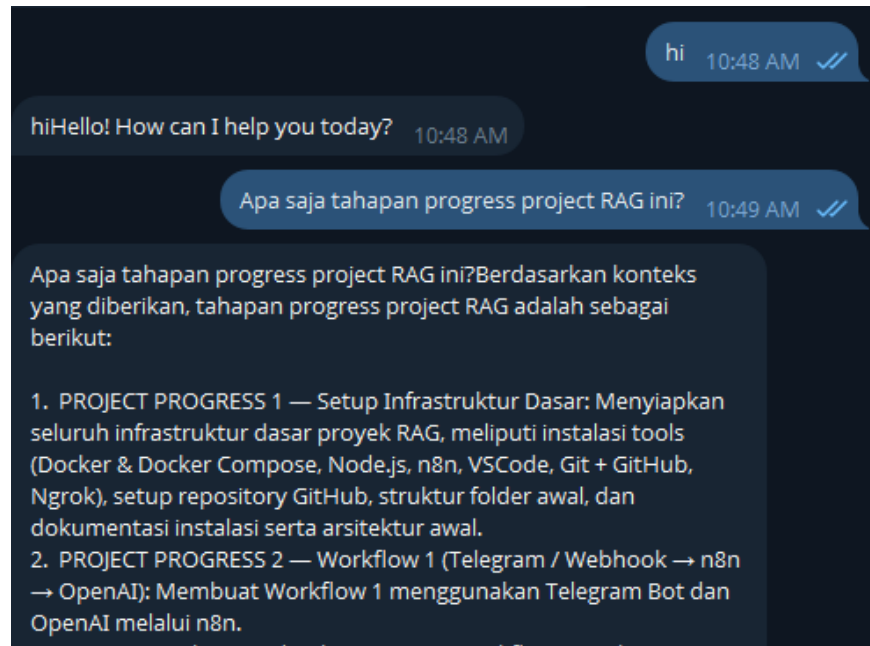 hi 10:48 AM
hiHello! How can I help you today? 10:48 AM
Apa saja tahapan progress project RAG ini? 10:49 AM
Apa saja tahapan progress project RAG ini?Berdasarkan konteks
yang diberikan, tahapan progress project RAG adalah sebagai
berikut:
1. PROJECT PROGRESS 1 — Setup Infrastruktur Dasar: Menyiapkan
seluruh infrastruktur dasar proyek RAG, meliputi instalasi tools
(Docker & Docker Compose, Node.js, n8n, VSCode, Git + GitHub,
Ngrok), setup repository GitHub, struktur folder awal, dan
dokumentasi instalasi serta arsitektur awal.
2. PROJECT PROGRESS 2 — Workflow 1 (Telegram / Webhook → n8n
→ OpenAI): Membuat Workflow 1 menggunakan Telegram Bot dan
OpenAI melalui n8n.